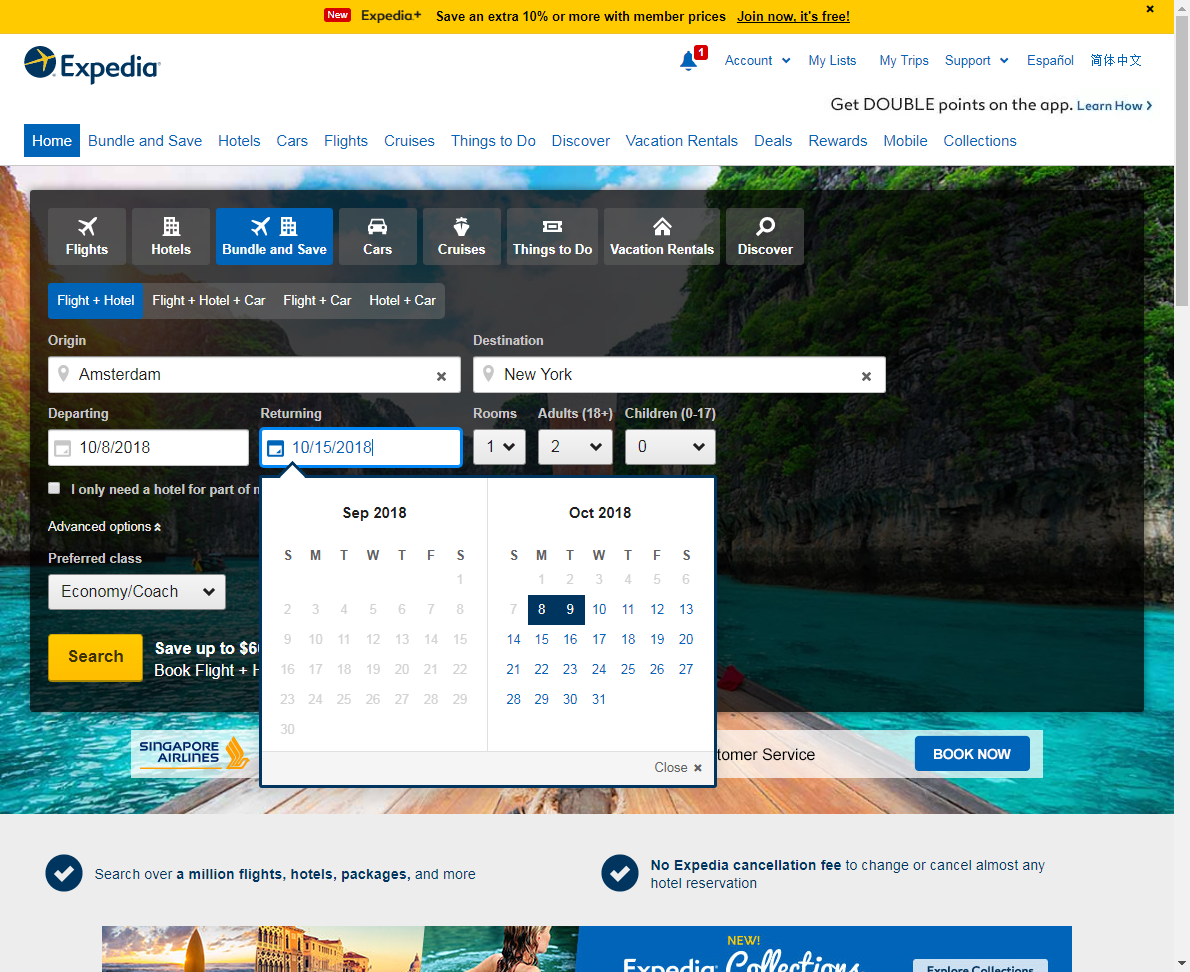 New Expedia+ Save an extra 10% or more with member prices Join now, it's free! ×
Expedia
1 Account My Lists My Trips Support Español 简体中文
Get DOUBLE points on the app. Learn How
Home Bundle and Save Hotels Cars Flights Cruises Things to Do Discover Vacation Rentals Deals Rewards Mobile Collections
Flights Hotels Bundle and Save Cars Cruises Things to Do Vacation Rentals Discover
Flight + Hotel Flight + Hotel + Car Flight + Car Hotel + Car
Origin Destination
Amsterdam × New York ×
Departing Returning Rooms Adults (18+) Children (0-17)
10/8/2018 10/15/2018 1 2 0
I only need a hotel for part of
Advanced options
Preferred class
Economy/Coach
Search
Save up to $6
Book Flight +
Sep 2018 Oct 2018
S M T W T F S S M T W T F S
1 1 2 3 4 5 6
2 3 4 5 6 7 8 7 8 9 10 11 12 13
9 10 11 12 13 14 15 14 15 16 17 18 19 20
16 17 18 19 20 21 22 21 22 23 24 25 26 27
23 24 25 26 27 28 29 28 29 30 31
30
Close ×
SINGAPORE
AIRLINES
tomer Service BOOK NOW
Search over a million flights, hotels, packages, and more
No Expedia cancellation fee to change or cancel almost any
hotel reservation
NEW!
Expedia Collections
Explore Collections